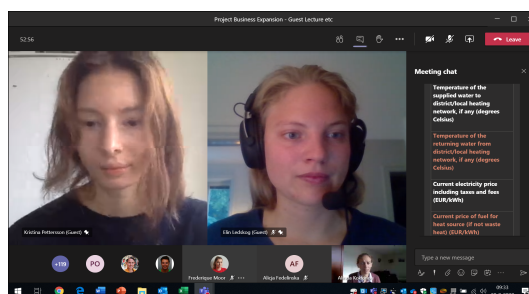 Project Business Expansion - Guest Lecture etc
52:56
Leave
Meeting chat
Temperature of the
supplied water to
district/local heating
network, if any (degrees
Celsius)
Temperature of the
returning water from
district/local heating
network, if any (degrees
Celsius)
Current electricity price
including taxes and fees
(EUR/kWh)
Current price of fuel for
heat source (if not waste
heat) (EUR/kWh)
Kristina Pettersson (Guest)
Elin Leddrog (Guest)
+119
PO
AF
Frederique Moor
Alicja Fedelinska
Type a new message
09:33